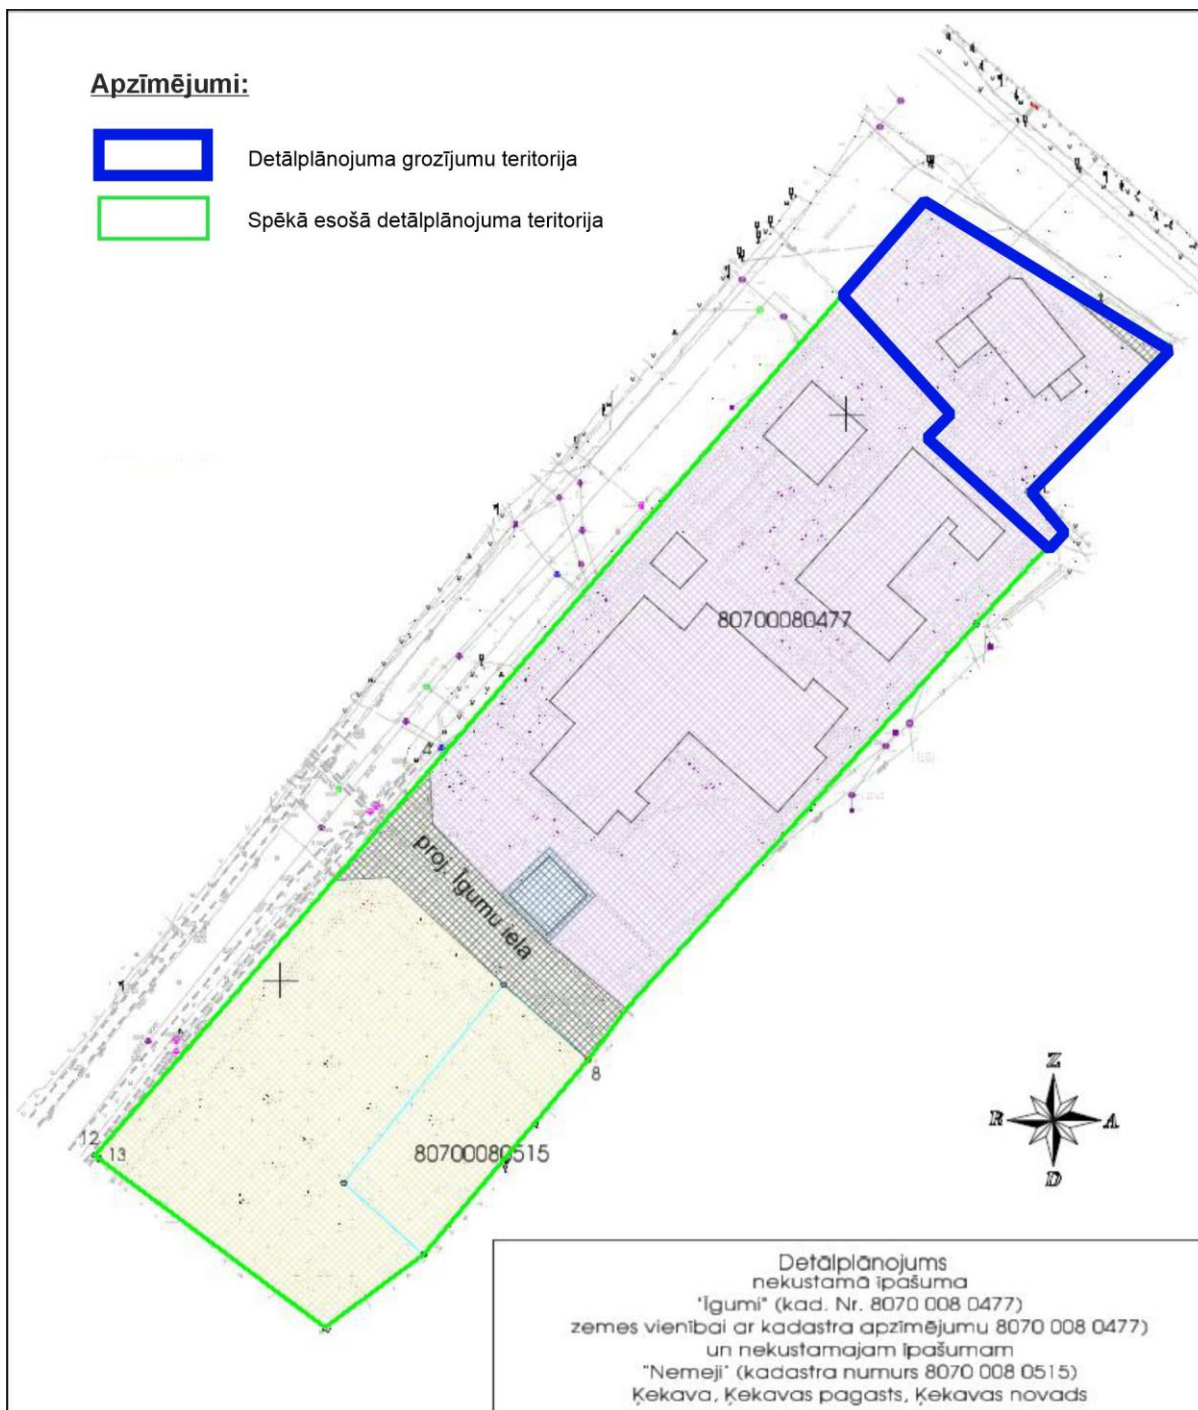 Apzīmējumi:
Detālplānojuma grozījumu teritorija
Spēkā esošā detālplānojuma teritorija
80700080477
proj. Īgumu iela
8
12
13
80700080515
Z
R
A
D
Detālplānojums
nekustamā īpašuma
"Īgumi" (kad. Nr. 8070 008 0477)
zemes vienībai ar kadastra apzīmējumu 8070 008 0477)
un nekustamajam īpašumam
"Nemeji" (kadastra numurs 8070 008 0515)
Ķekava, Ķekavas pagasts, Ķekavas novads